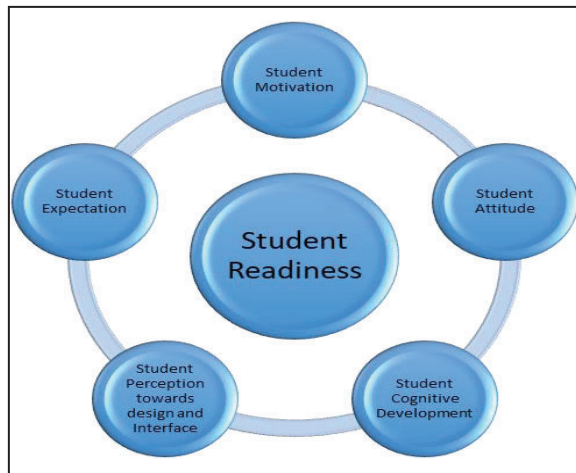 Student
Motivation
Student
Expectation
Student
Attitude
Student
Readiness
Student
Perception
towards
design and
Interface
Student
Cognitive
Development